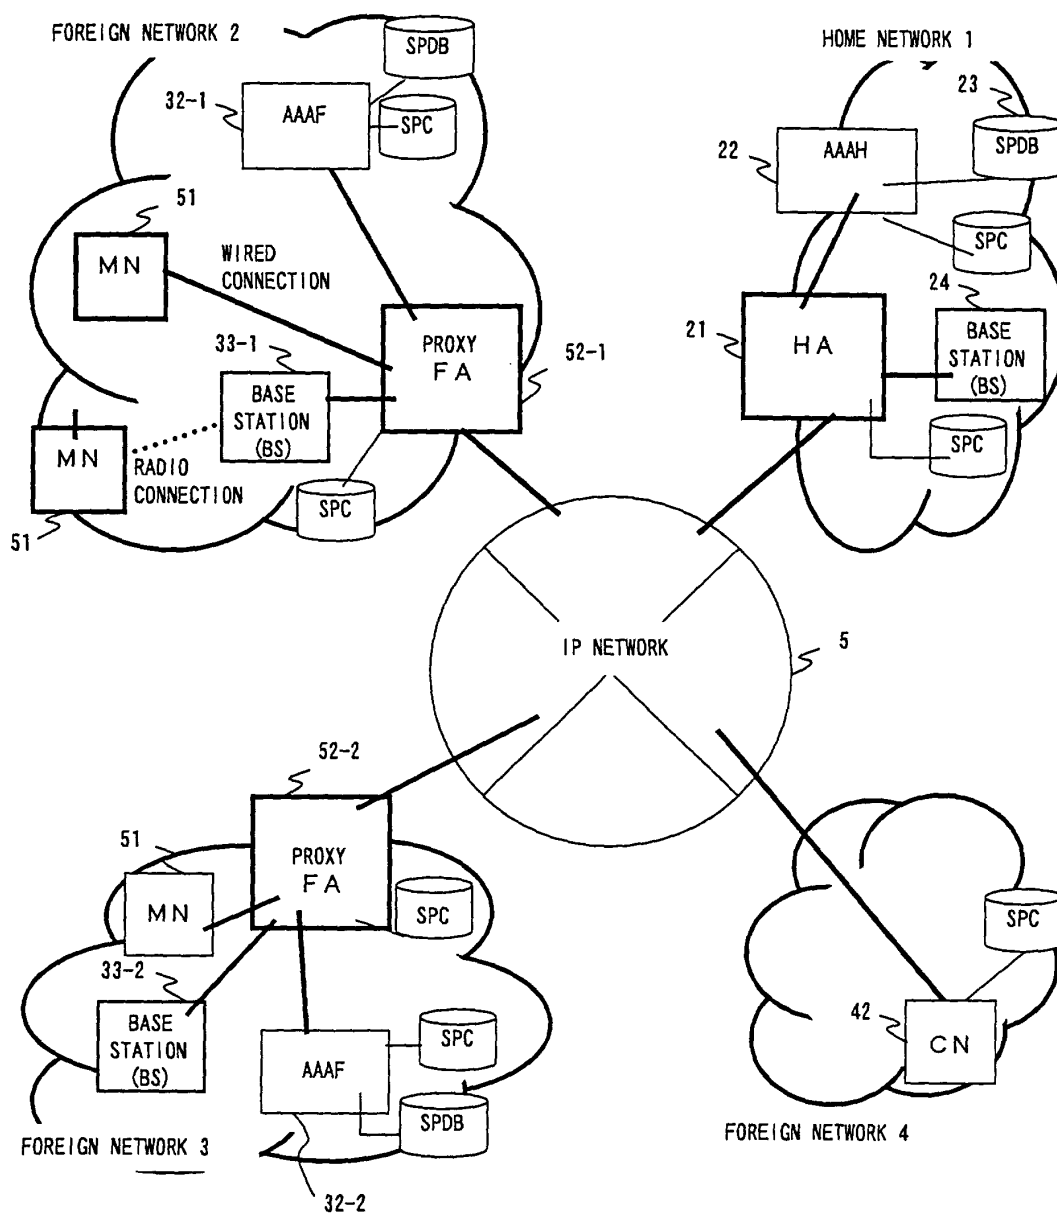 FOREIGN NETWORK 2
SPDB
32-1
AAAF
SPC
51
MN
WIRED
CONNECTION
33-1
PROXY
FA
52-1
BASE
STATION
(BS)
MN
RADIO
CONNECTION
51
SPC
HOME NETWORK 1
23
SPDB
22
AAAH
SPC
24
21
HA
BASE
STATION
(BS)
SPC
IP NETWORK
5
52-2
51
PROXY
FA
MN
SPC
33-2
BASE
STATION
(BS)
SPC
AAAF
SPDB
FOREIGN NETWORK 3
32-2
SPC
42
CN
FOREIGN NETWORK 4